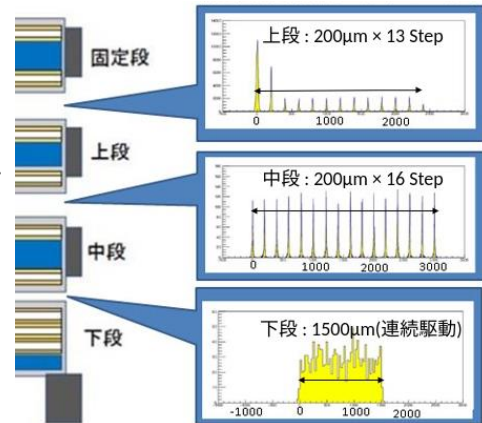 固定段
上段
中段
下段
上段 : 200μm × 13 Step
0 1000 2000
中段 : 200μm × 16 Step
0 1000 2000 3000
下段 : 1500μm(連続駆動)
-1000 0 1000 2000